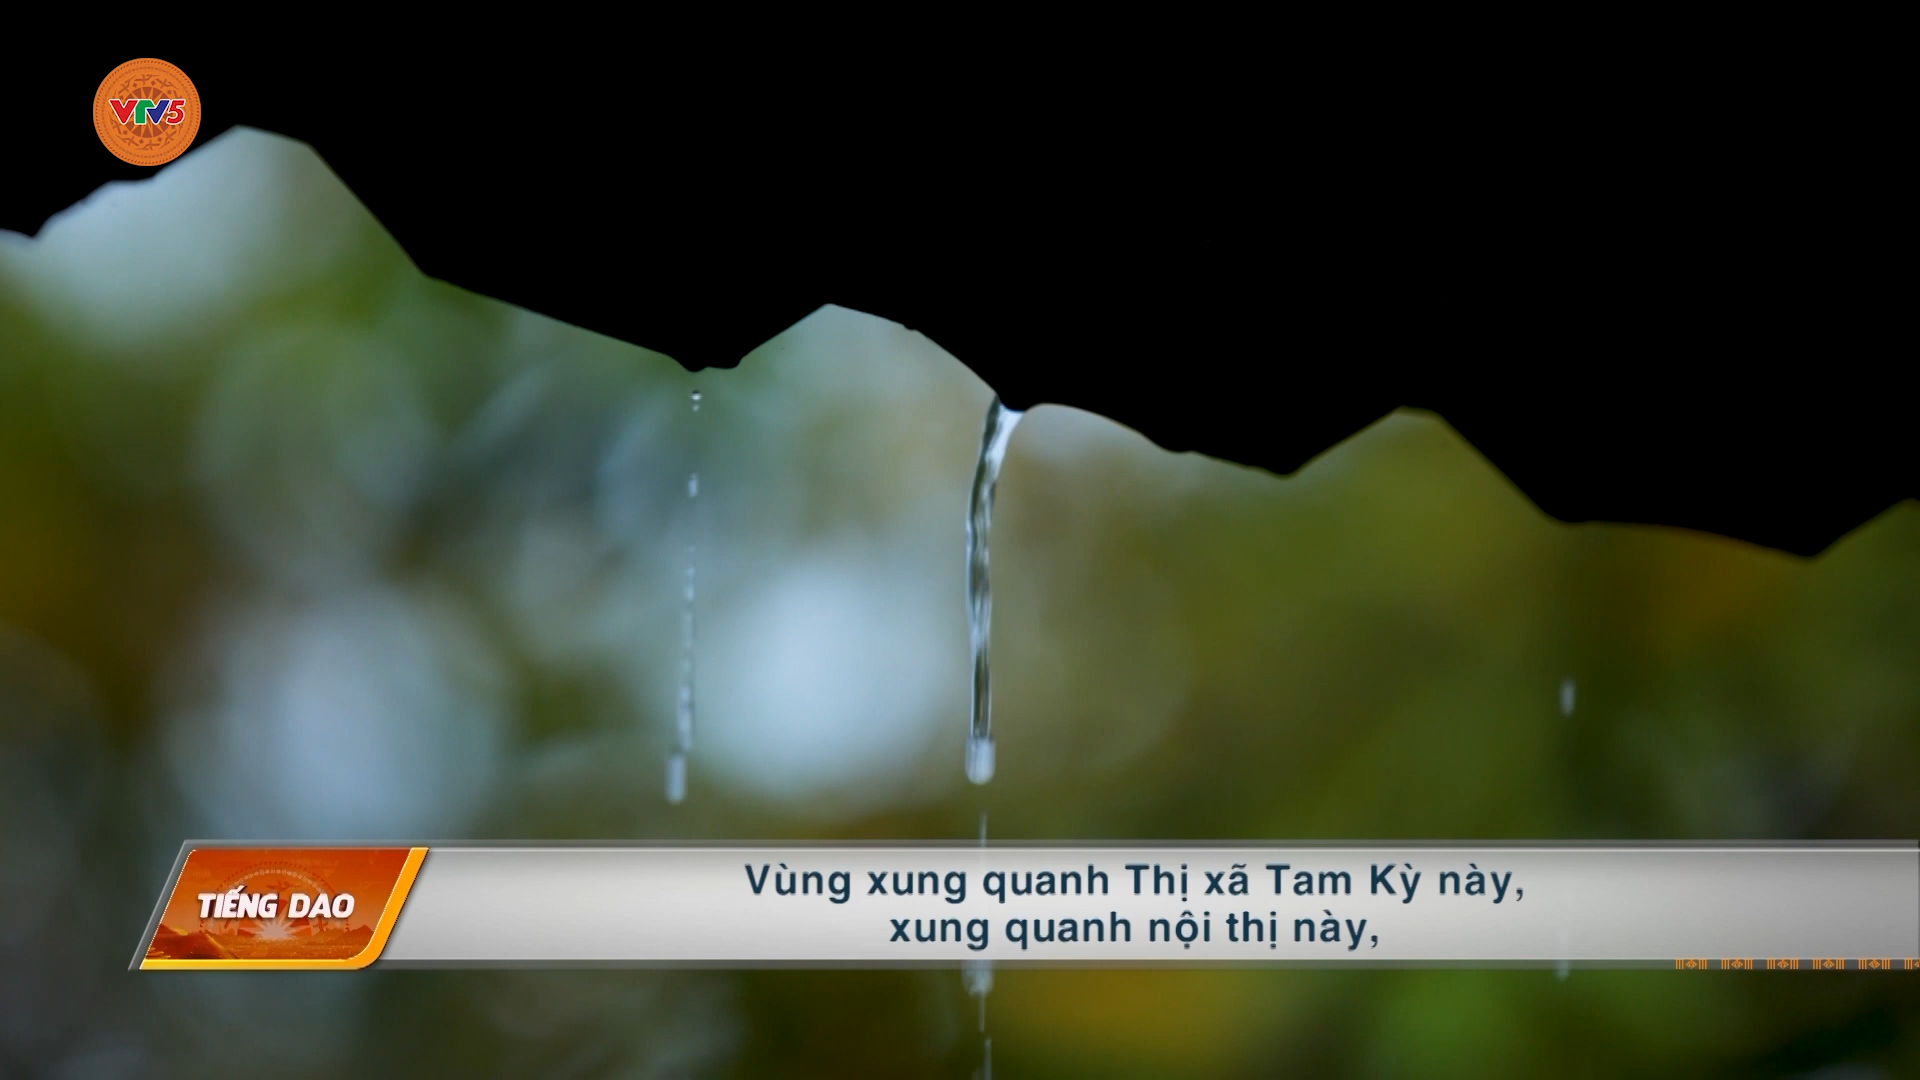 VTV5
TIẾNG DAO
Vùng xung quanh Thị xã Tam Kỳ này,
xung quanh nội thị này,